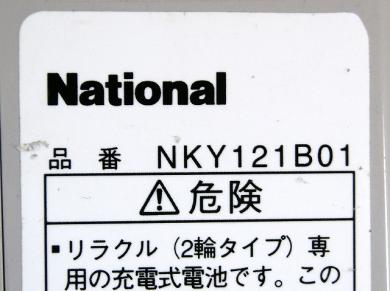 National
品 番 NKY121B01
⚠危険
▪リラクル（2輪タイプ）専
用の充電式電池です。この